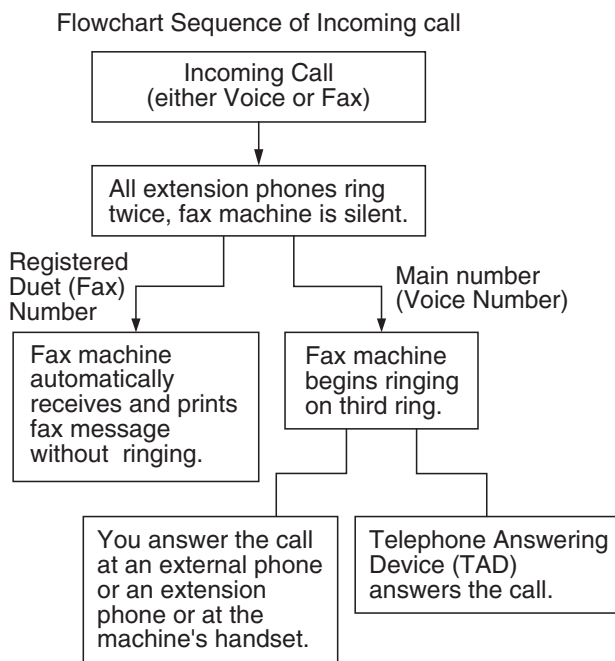 Flowchart Sequence of Incoming call
Incoming Call
(either Voice or Fax)
All extension phones ring
twice, fax machine is silent.
Registered
Duet (Fax)
Number
Main number
(Voice Number)
Fax machine
automatically
receives and prints
fax message
without ringing.
Fax machine
begins ringing
on third ring.
You answer the call
at an external phone
or an extension
phone or at the
machine's handset.
Telephone Answering
Device (TAD)
answers the call.